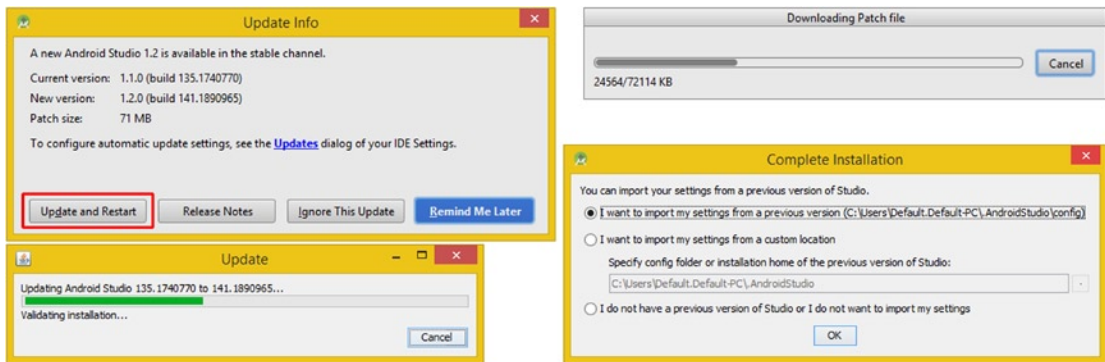 Update Info
A new Android Studio 1.2 is available in the stable channel.
Current version: 1.1.0 (build 135.1740770)
New version: 1.2.0 (build 141.1890965)
Patch size: 71 MB
To configure automatic update settings, see the Updates dialog of your IDE Settings.
Update and Restart Release Notes Ignore This Update Remind Me Later
Downloading Patch file
Cancel
24564/72114 KB
Update
Updating Android Studio 135.1740770 to 141.1890965...
Validating installation...
Cancel
Complete Installation
You can import your settings from a previous version of Studio.
I want to import my settings from a previous version (C:\Users\Default.Default-PC\.AndroidStudio\config)
I want to import my settings from a custom location
Specify config folder or installation home of the previous version of Studio:
C:\Users\Default.Default-PC\.AndroidStudio
I do not have a previous version of Studio or I do not want to import my settings
OK